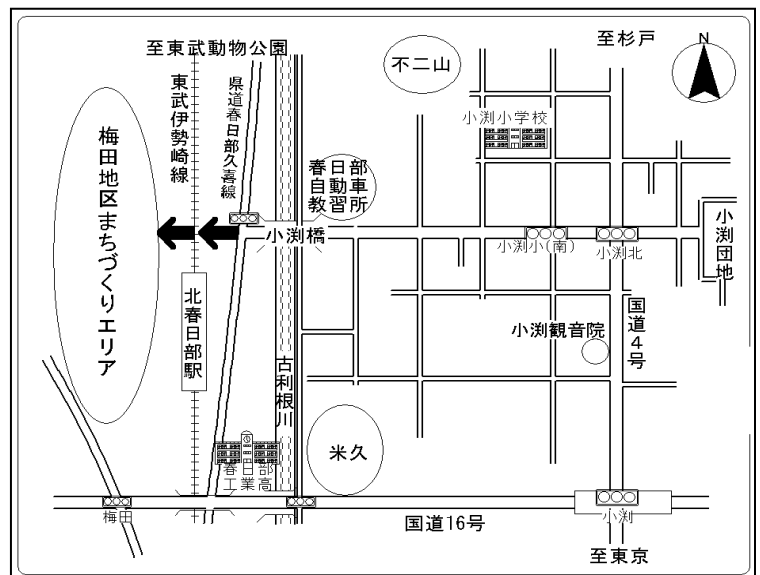 至東武動物公園
至杉戸
N
不二山
東武伊勢崎線
県道春日部久喜線
小渕小学校
梅田地区まちづくりエリア
春日部
自動車
教習所
小渕橋
小渕小(南)
小渕北
小渕団地
北春日部駅
国道4号
小渕観音院
古利根川
米久
春日部
工業高
梅田
国道16号
小渕
至東京